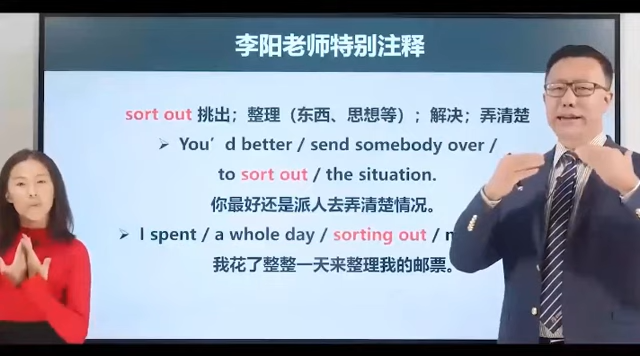 李阳老师特别注释
sort out 挑出；整理（东西、思想等）；解决；弄清楚
➤ You'd better / send somebody over /
to sort out / the situation.
你最好还是派人去弄清楚情况。
➤ I spent / a whole day / sorting out /
我花了整整一天来整理我的邮票。